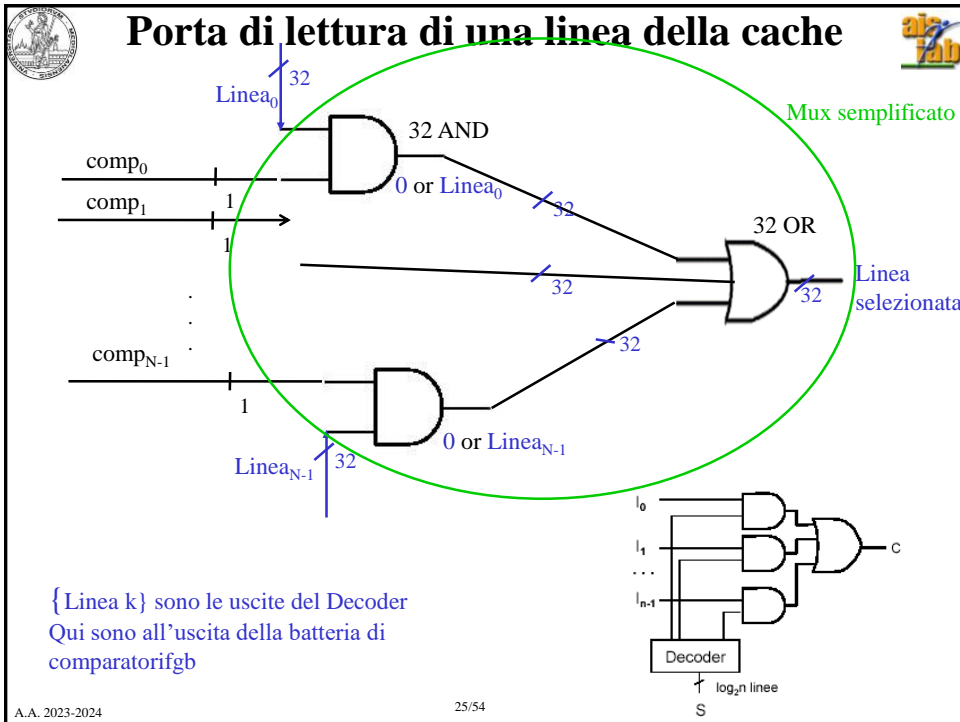 Porta di lettura di una linea della cache
32
Linea0
Mux semplificato
32 AND
comp0
1
0 or Linea0
comp1
1
32
32 OR
32
32
Linea
selezionata
.
.
.
32
compN-1
1
0 or LineaN-1
32
LineaN-1
I0
I1
. . .
In-1
C
Decoder
log2n linee
S
{Linea k} sono le uscite del Decoder
Qui sono all'uscita della batteria di
comparatorifgb
A.A. 2023-2024
25/54